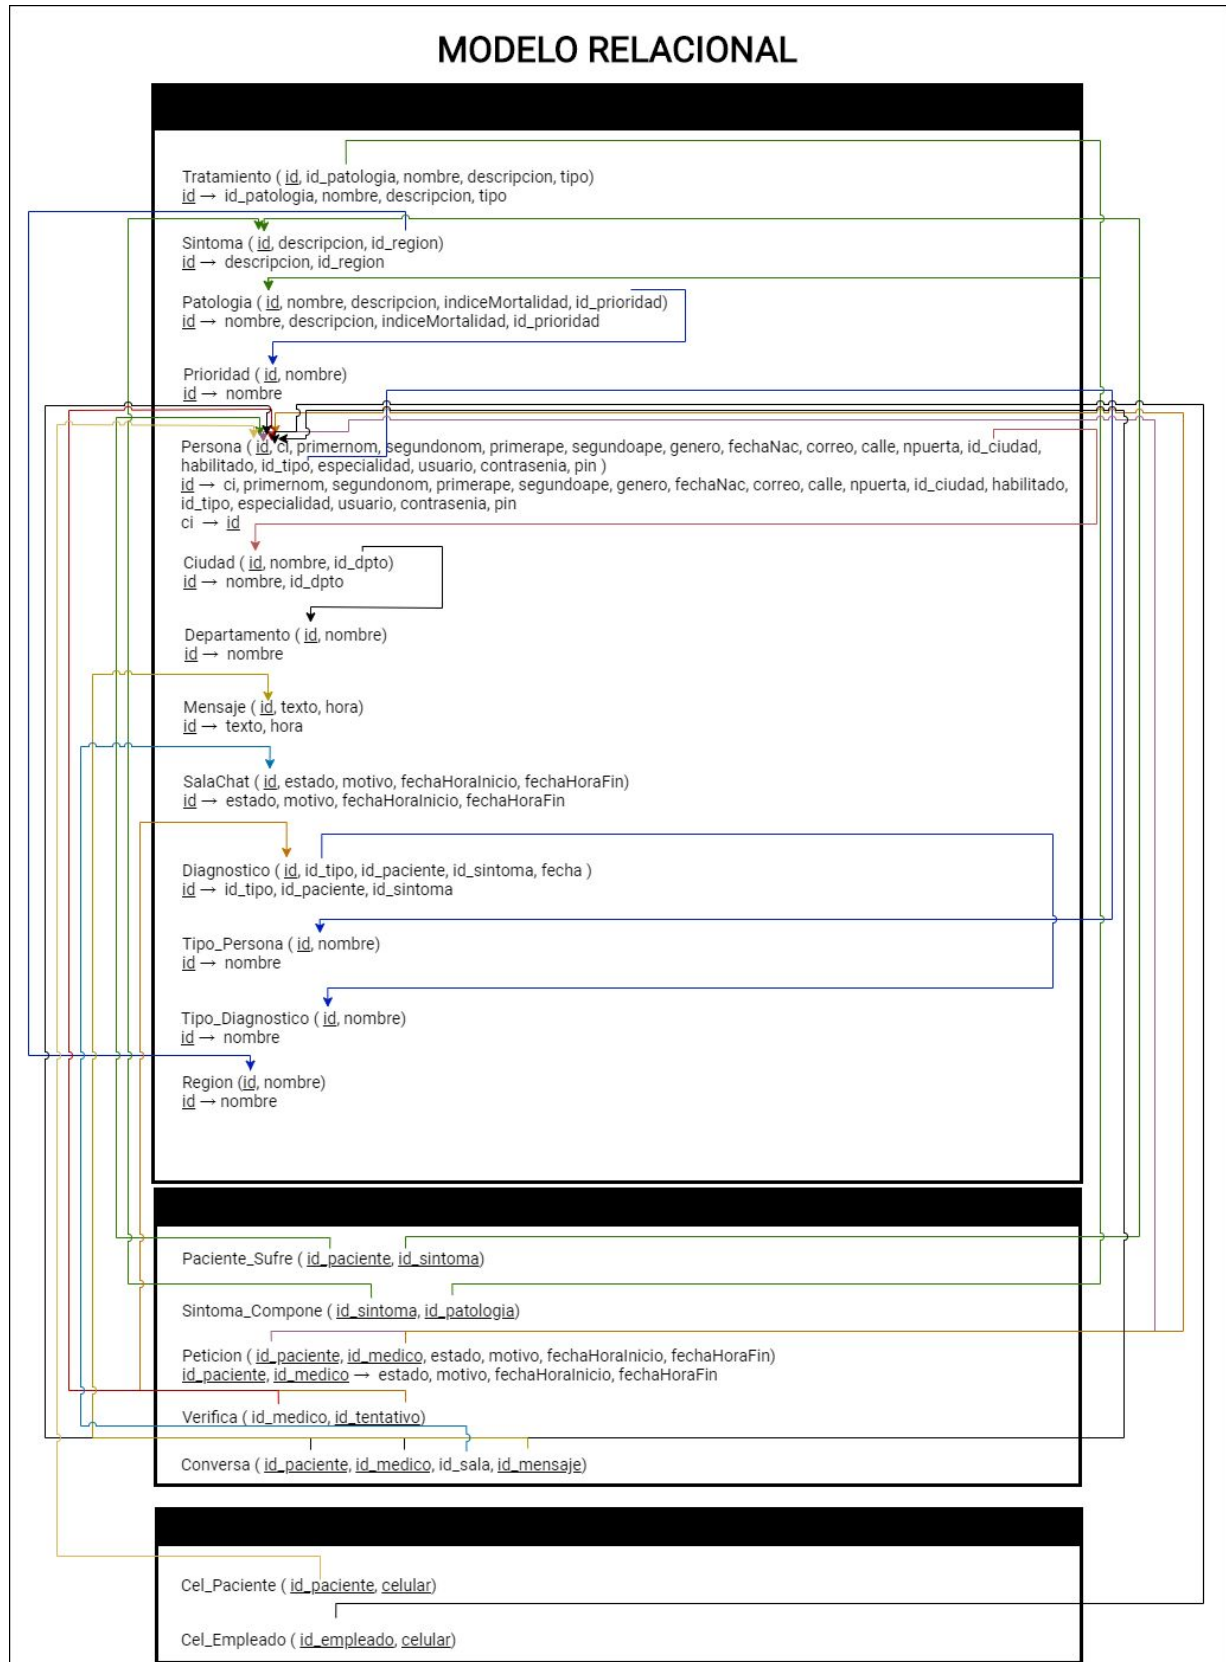 MODELO RELACIONAL
Tratamiento ( id, id_patologia, nombre, descripcion, tipo)
id → id_patologia, nombre, descripcion, tipo
Sintoma ( id, descripcion, id_region)
id → descripcion, id_region
Patologia ( id, nombre, descripcion, indiceMortalidad, id_prioridad)
id → nombre, descripcion, indiceMortalidad, id_prioridad
Prioridad ( id, nombre)
id → nombre
Persona ( id, ci, primernom, segundonom, primerape, segundoape, genero, fechaNac, correo, calle, npuerta, id_ciudad,
habilitado, id_tipo, especialidad, usuario, contrasenia, pin )
id → ci, primernom, segundonom, primerape, segundoape, genero, fechaNac, correo, calle, npuerta, id_ciudad, habilitado,
id_tipo, especialidad, usuario, contrasenia, pin
ci → id
Ciudad ( id, nombre, id_dpto)
id → nombre, id_dpto
Departamento ( id, nombre)
id → nombre
Mensaje ( id, texto, hora)
id → texto, hora
SalaChat ( id, estado, motivo, fechaHoraInicio, fechaHoraFin)
id → estado, motivo, fechaHoraInicio, fechaHoraFin
Diagnostico ( id, id_tipo, id_paciente, id_sintoma, fecha )
id → id_tipo, id_paciente, id_sintoma
Tipo_Persona ( id, nombre)
id → nombre
Tipo_Diagnostico ( id, nombre)
id → nombre
Region (id, nombre)
id → nombre
Paciente_Sufre ( id_paciente, id_sintoma)
Sintoma_Compone ( id_sintoma, id_patologia)
Peticion ( id_paciente, id_medico, estado, motivo, fechaHoraInicio, fechaHoraFin)
id_paciente, id_medico → estado, motivo, fechaHoraInicio, fechaHoraFin
Verifica ( id_medico, id_tentativo)
Conversa ( id_paciente, id_medico, id_sala, id_mensaje)
Cel_Paciente ( id_paciente, celular)
Cel_Empleado ( id_empleado, celular)